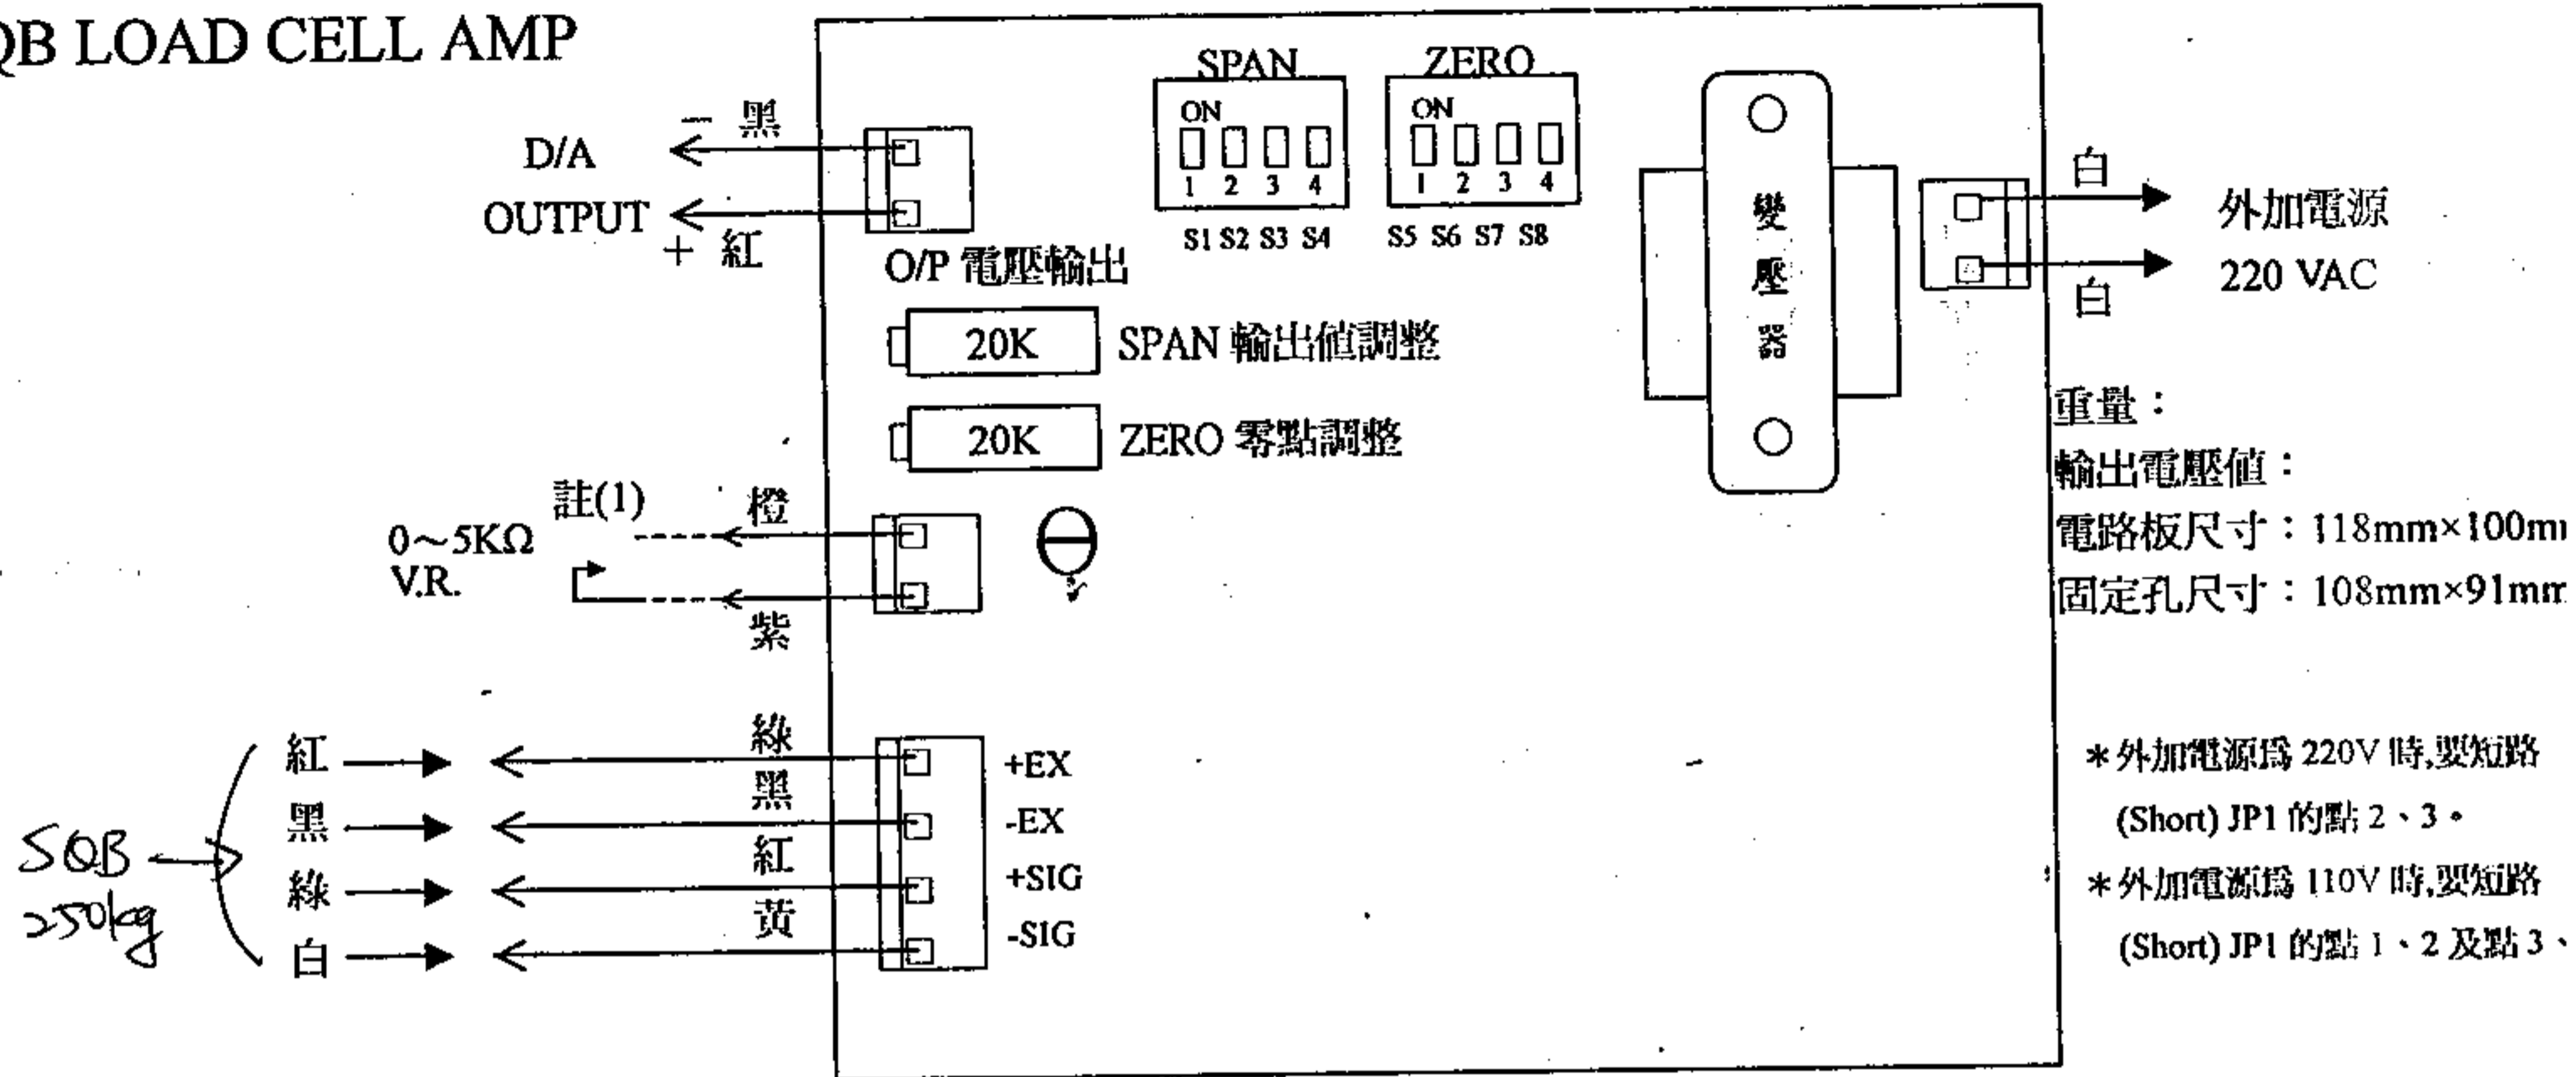 QB LOAD CELL AMP
SPAN
ON
1 2 3 4
S1 S2 S3 S4
ZERO
ON
1 2 3 4
S5 S6 S7 S8
D/A
OUTPUT
－ 黑
＋ 紅
O/P 電壓輸出
20K
SPAN 輸出值調整
20K
ZERO 零點調整
變壓器
白
白
外加電源
220 VAC
註(1)
0～5KΩ
V.R.
橙
紫
重量：
輸出電壓值：
電路板尺寸：118mm×100m
固定孔尺寸：108mm×91mm
SQB
250kg
紅
黑
綠
白
綠
黑
紅
黃
+EX
-EX
+SIG
-SIG
＊外加電源爲 220V 時,要短路
(Short) JP1 的點 2、3。
＊外加電源爲 110V 時,要短路
(Short) JP1 的點 1、2 及點 3、